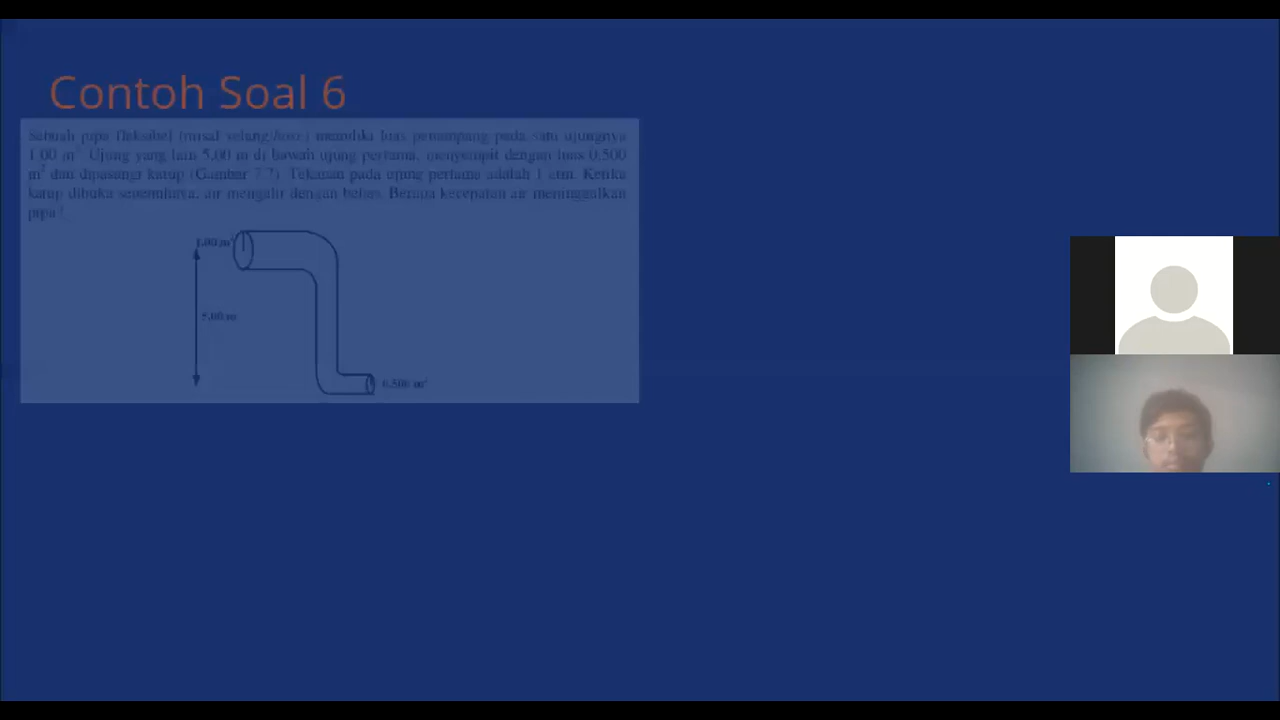 Contoh Soal 6
Sebuah pipa fleksibel (misal selang/hose) memiliki luas penampang pada satu ujungnya
1.00 m². Ujung yang lain 5,00 m di bawah ujung pertama, menyempit dengan luas 0.500
m² dan dipasangi katup (Gambar 7.7). Tekanan pada ujung pertama adalah 1 atm. Ketika
katup dibuka seluruhnya, air mengalir dengan bebas. Berapa kecepatan air meninggalkan
pipa?
1.00 m²
5.00 m
0.500 m²